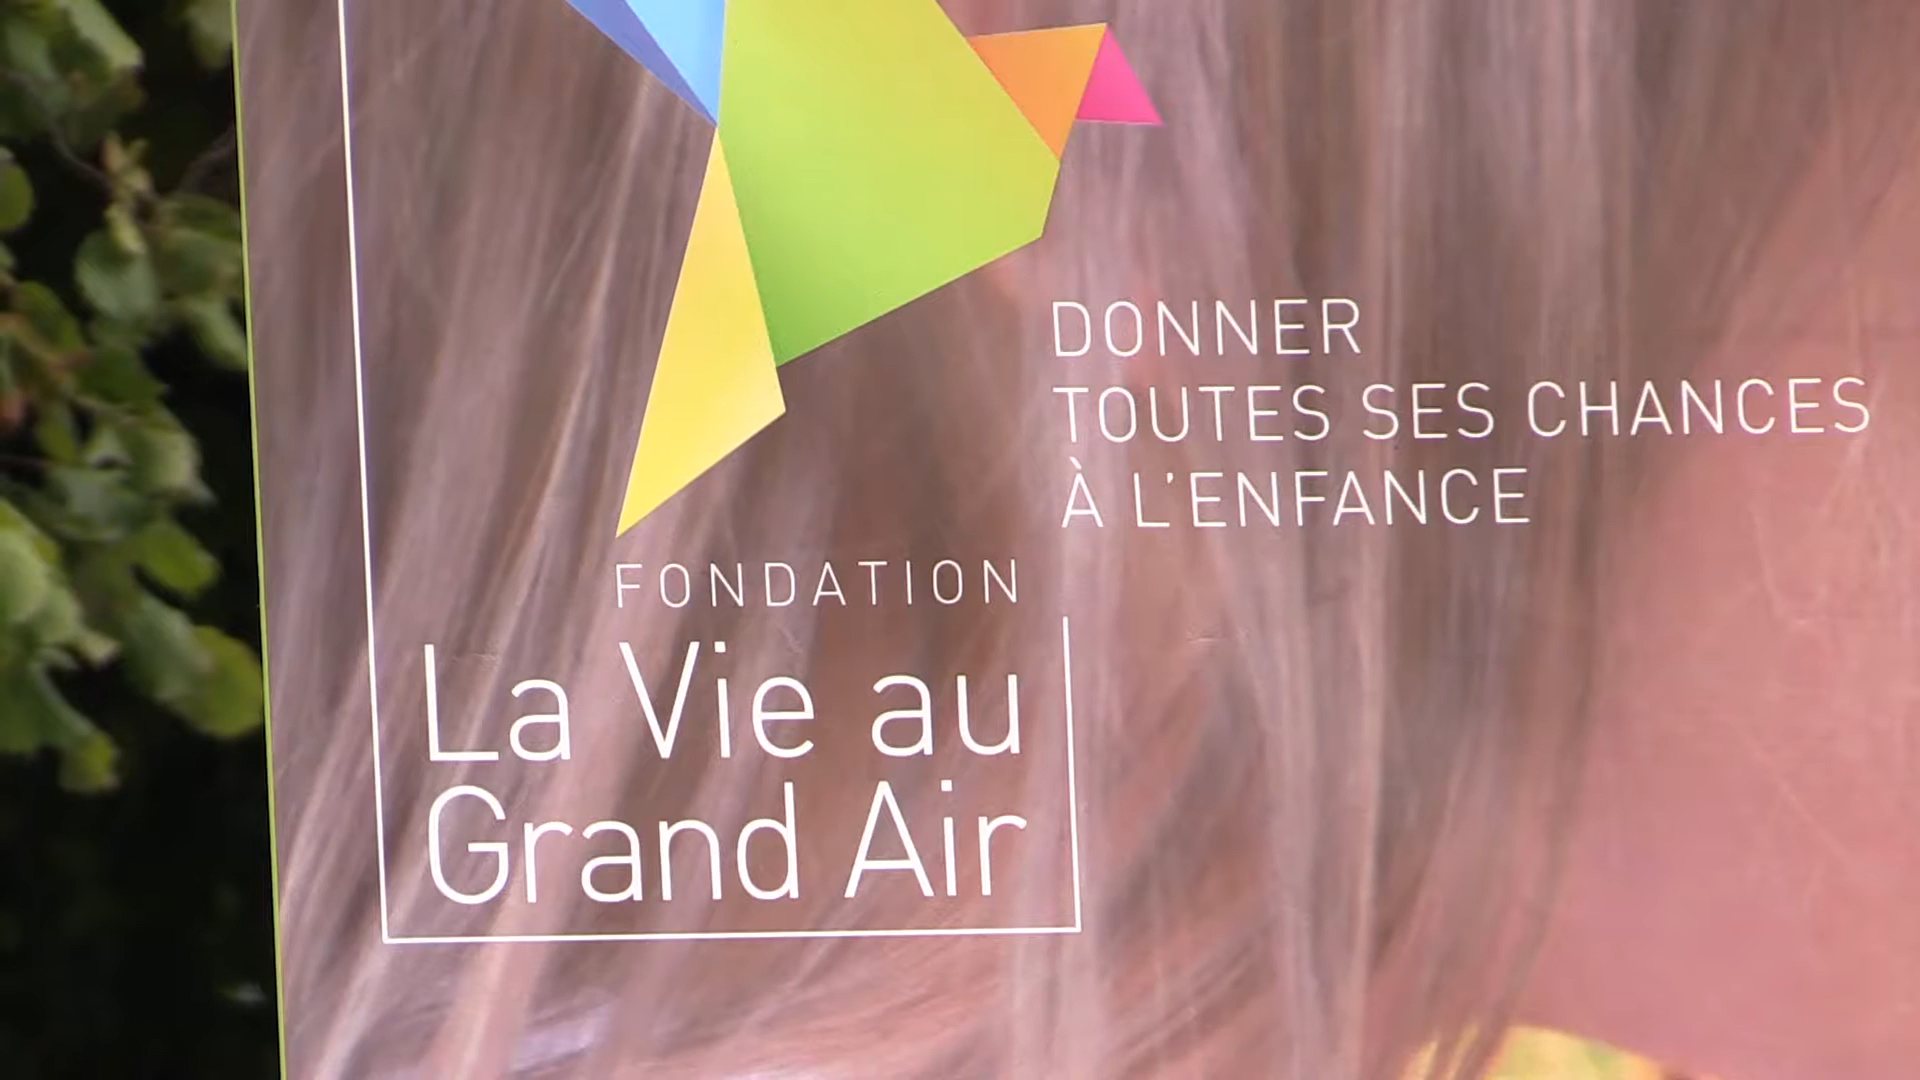 DONNER
TOUTES SES CHANCES
À L'ENFANCE
FONDATION
La Vie au
Grand Air